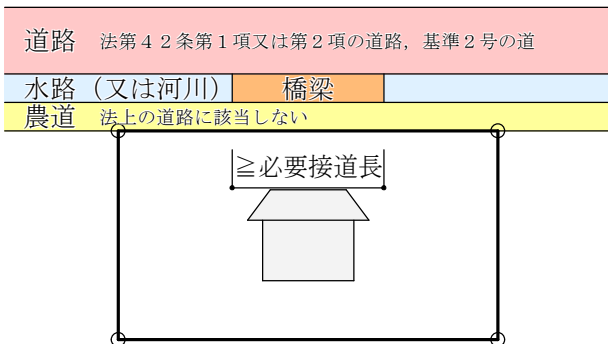 道路　法第４２条第１項又は第２項の道路，基準２号の道
水路（又は河川）　橋梁
農道　法上の道路に該当しない
≧必要接道長